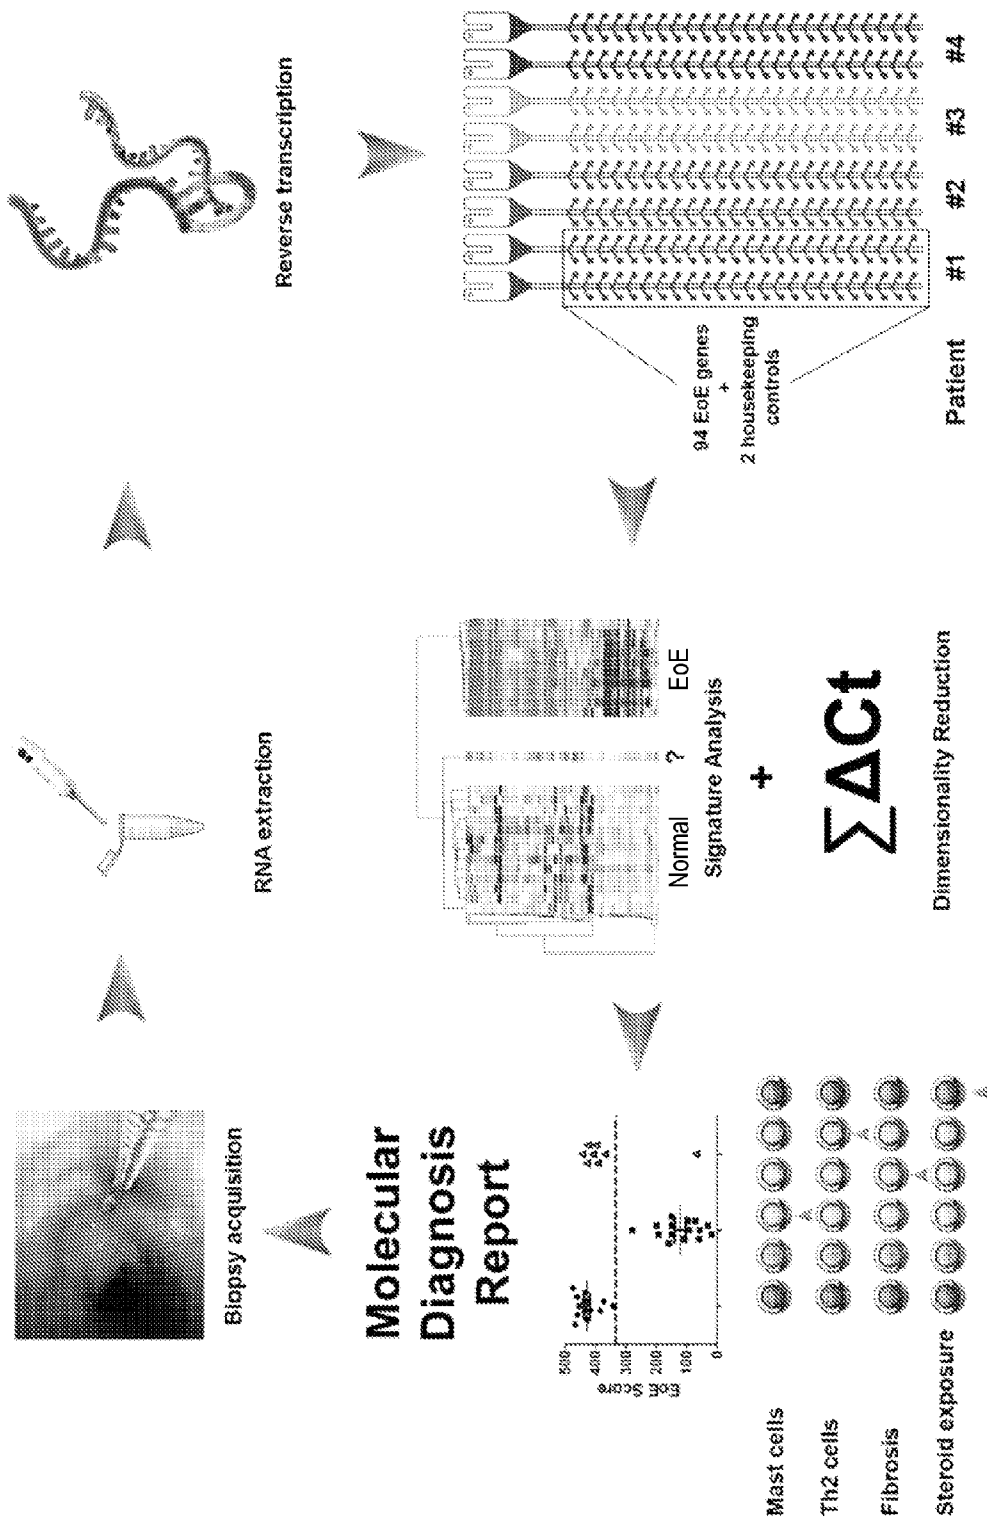 Biopsy acquisition
RNA extraction
Reverse transcription
Molecular
Diagnosis
Report
Normal
?
EoE
Signature Analysis
+
ΣΔCt
Dimensionality Reduction
94 EoE genes
+
2 housekeeping
controls
Patient
#1
#2
#3
#4
EoE Score
500
400
300
200
100
0
Mast cells
Th2 cells
Fibrosis
Steroid exposure